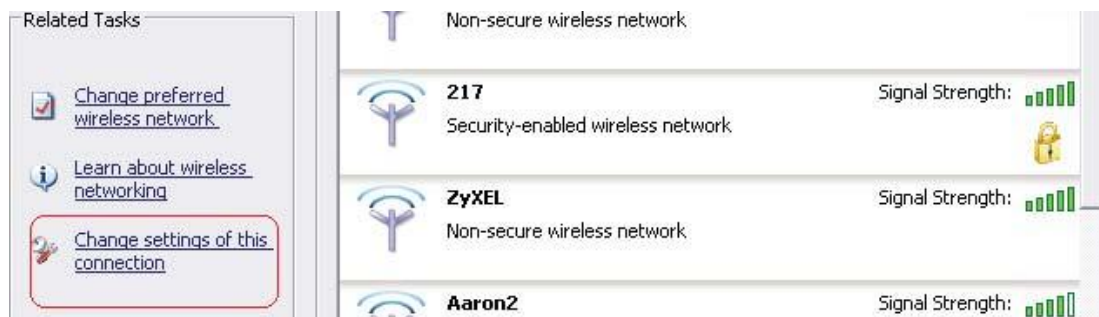 Related Tasks
Change preferred
wireless network
Learn about wireless
networking
Change settings of this
connection
Non-secure wireless network
217
Signal Strength:
Security-enabled wireless network
ZyXEL
Signal Strength:
Non-secure wireless network
Aaron2
Signal Strength: